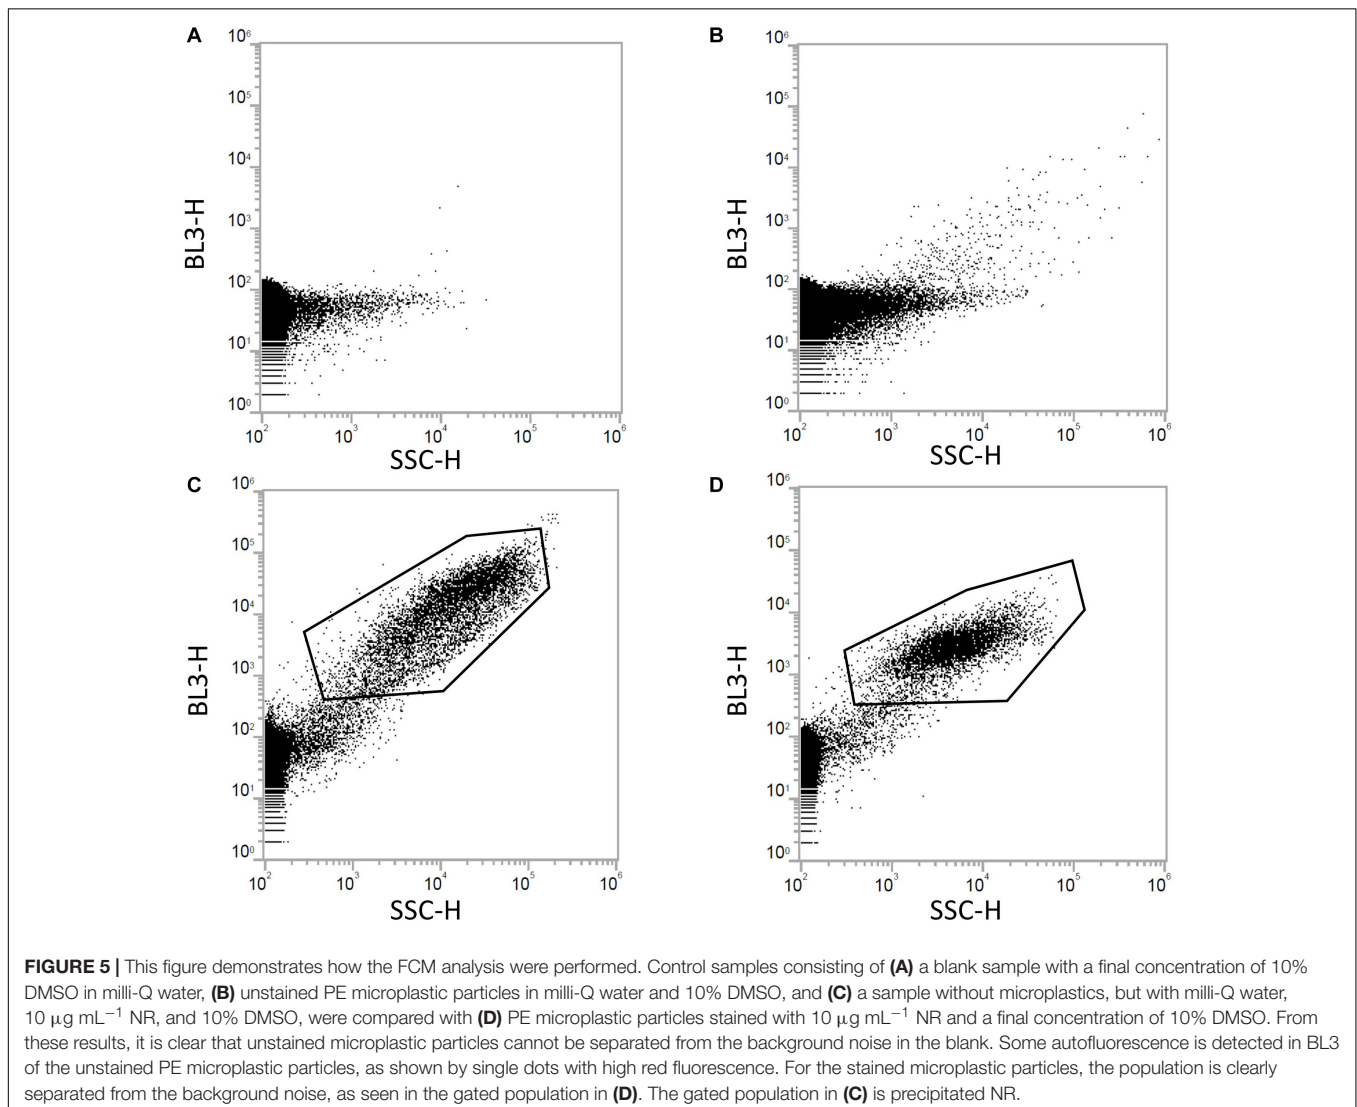 A
10⁶
10⁵
10⁴
10³
10²
10¹
10⁰
BL3-H
10² 10³ 10⁴ 10⁵ 10⁶
SSC-H
B
10⁶
10⁵
10⁴
10³
10²
10¹
10⁰
BL3-H
10² 10³ 10⁴ 10⁵ 10⁶
SSC-H
C
10⁶
10⁵
10⁴
10³
10²
10¹
10⁰
BL3-H
10² 10³ 10⁴ 10⁵ 10⁶
SSC-H
D
10⁶
10⁵
10⁴
10³
10²
10¹
10⁰
BL3-H
10² 10³ 10⁴ 10⁵ 10⁶
SSC-H
FIGURE 5 | This figure demonstrates how the FCM analysis were performed. Control samples consisting of (A) a blank sample with a final concentration of 10%
DMSO in milli-Q water, (B) unstained PE microplastic particles in milli-Q water and 10% DMSO, and (C) a sample without microplastics, but with milli-Q water,
10 μg mL⁻¹ NR, and 10% DMSO, were compared with (D) PE microplastic particles stained with 10 μg mL⁻¹ NR and a final concentration of 10% DMSO. From
these results, it is clear that unstained microplastic particles cannot be separated from the background noise in the blank. Some autofluorescence is detected in BL3
of the unstained PE microplastic particles, as shown by single dots with high red fluorescence. For the stained microplastic particles, the population is clearly
separated from the background noise, as seen in the gated population in (D). The gated population in (C) is precipitated NR.